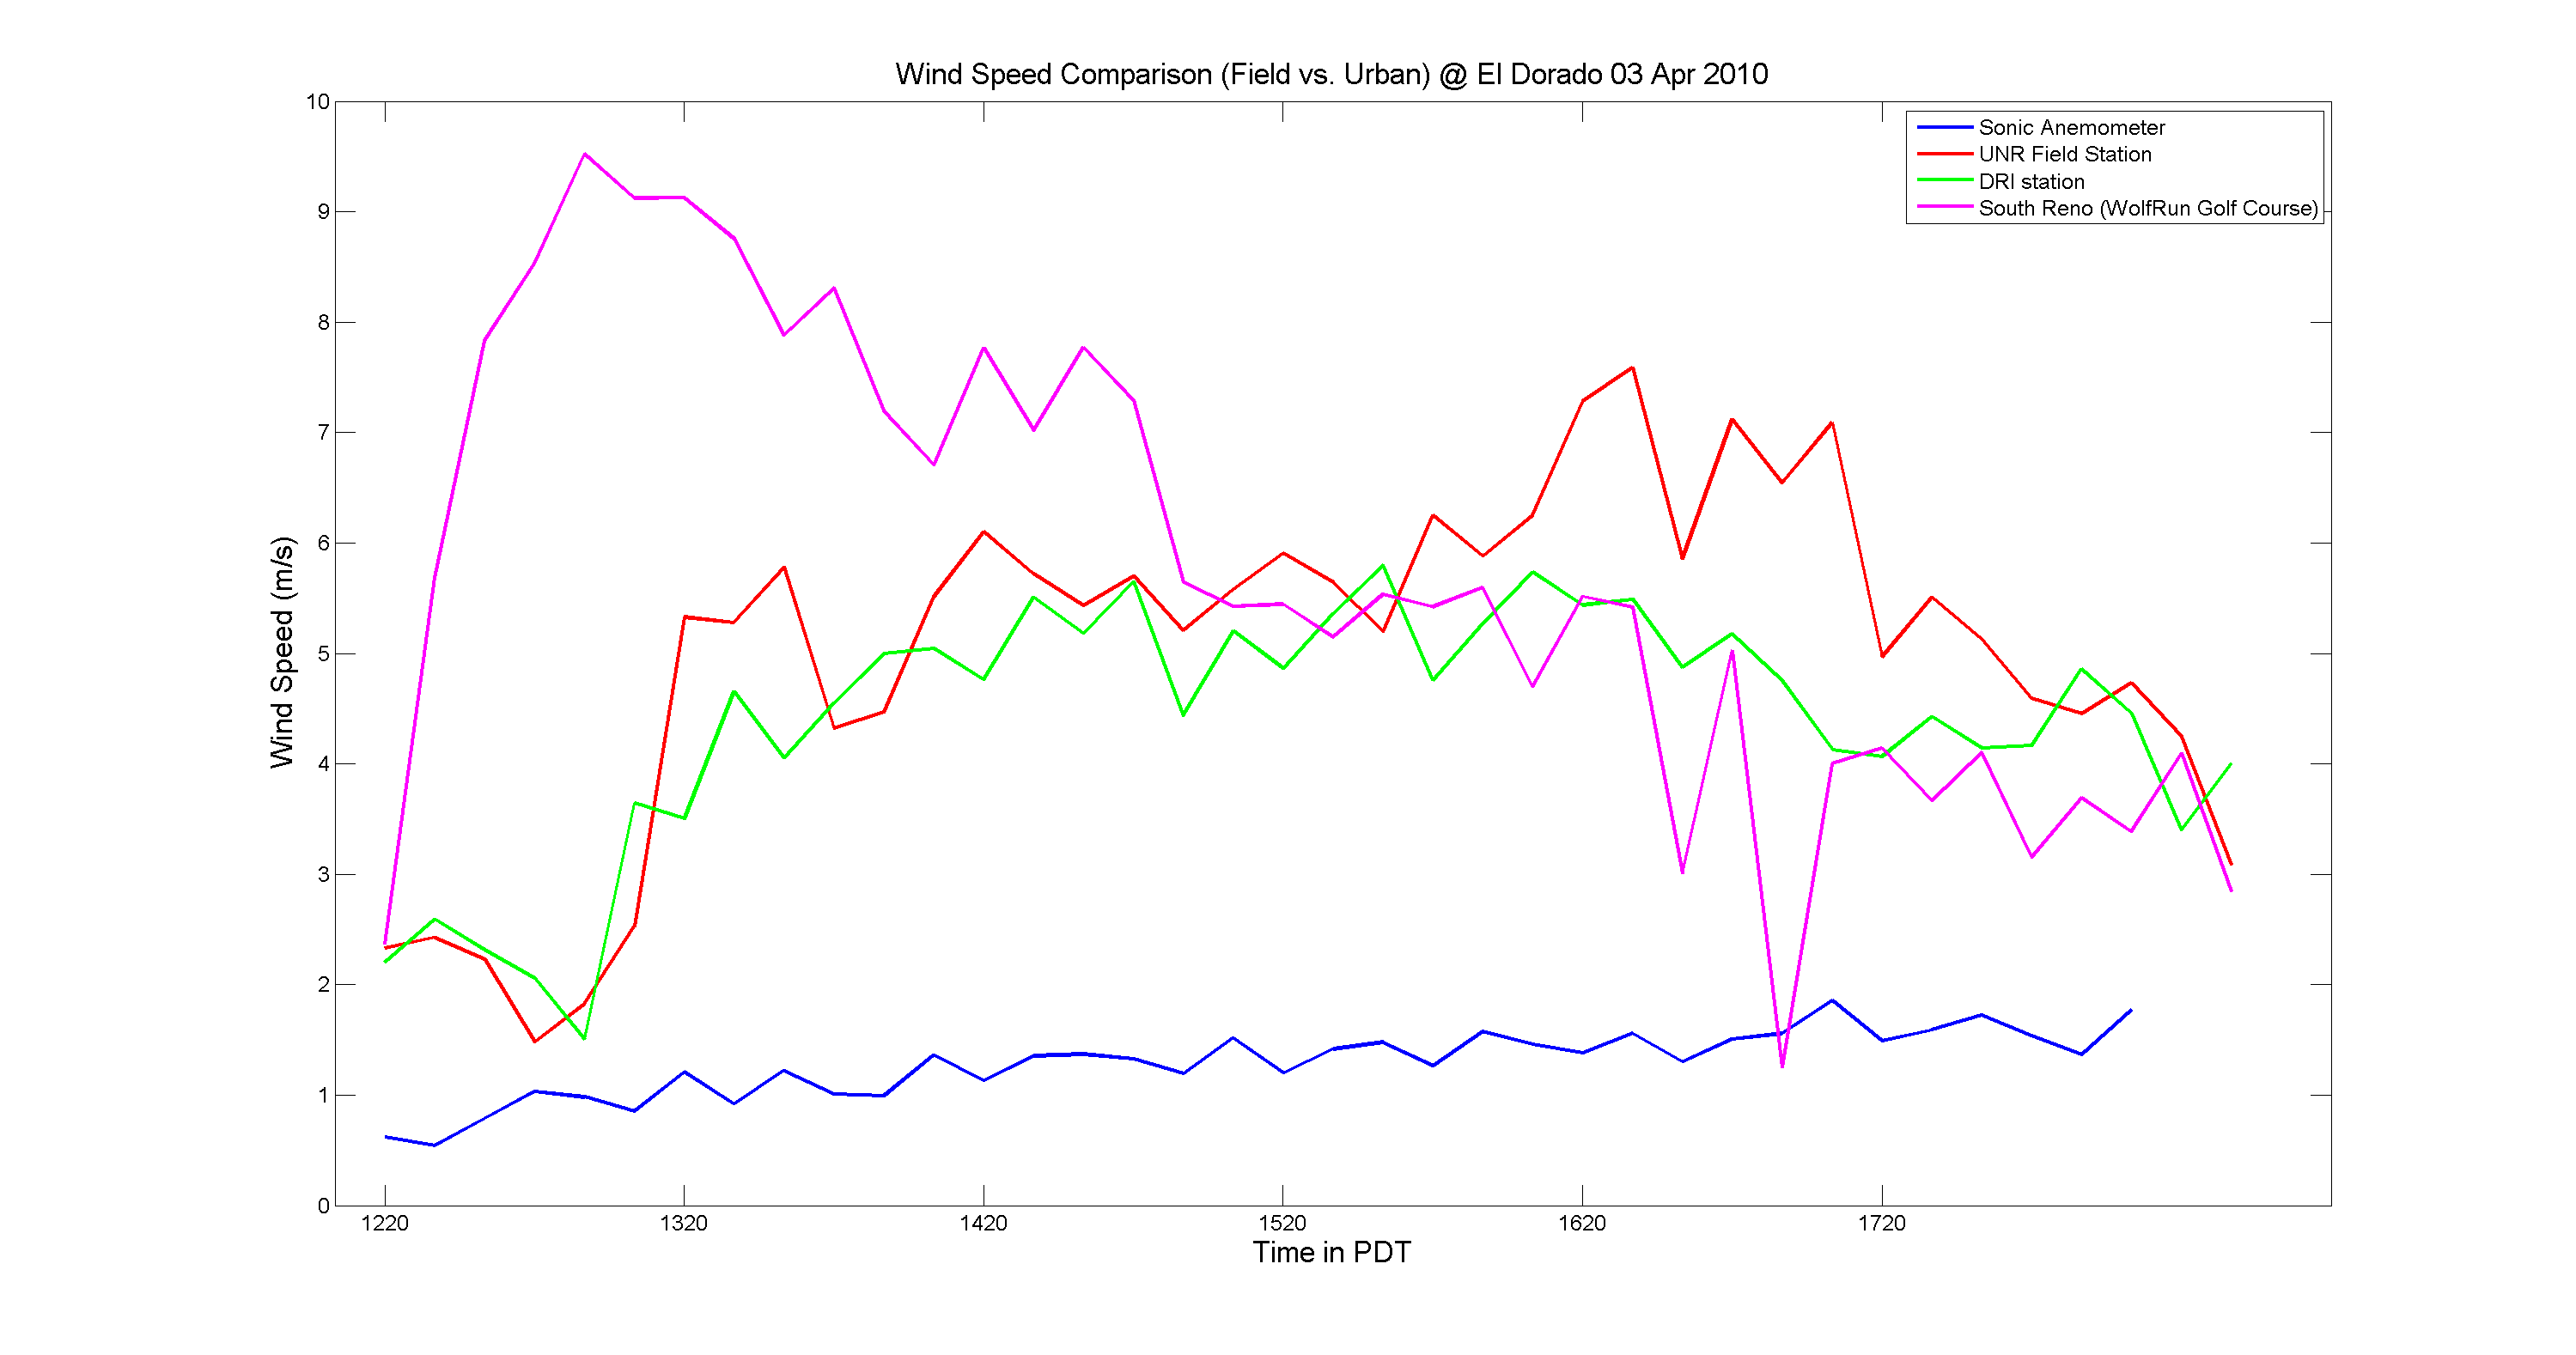 Wind Speed Comparison (Field vs. Urban) @ El Dorado 03 Apr 2010
Sonic Anemometer
UNR Field Station
DRI station
South Reno (WolfRun Golf Course)
Wind Speed (m/s)
10
9
8
7
6
5
4
3
2
1
0
1220 1320 1420 1520 1620 1720
Time in PDT